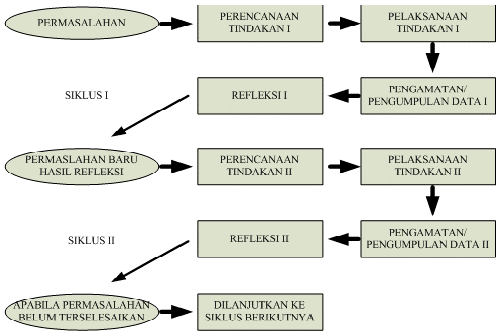 PERMASALAHAN
PERENCANAAN
TINDAKAN I
PELAKSANAAN
TINDAKAN I
SIKLUS I
REFLEKSI I
PENGAMATAN/
PENGUMPULAN DATA I
PERMASLAHAN BARU
HASIL REFLEKSI
PERENCANAAN
TINDAKAN II
PELAKSANAAN
TINDAKAN II
SIKLUS II
REFLEKSI II
PENGAMATAN/
PENGUMPULAN DATA II
APABILA PERMASALAHAN
BELUM TERSELESAIKAN
DILANJUTKAN KE
SIKLUS BERIKUTNYA